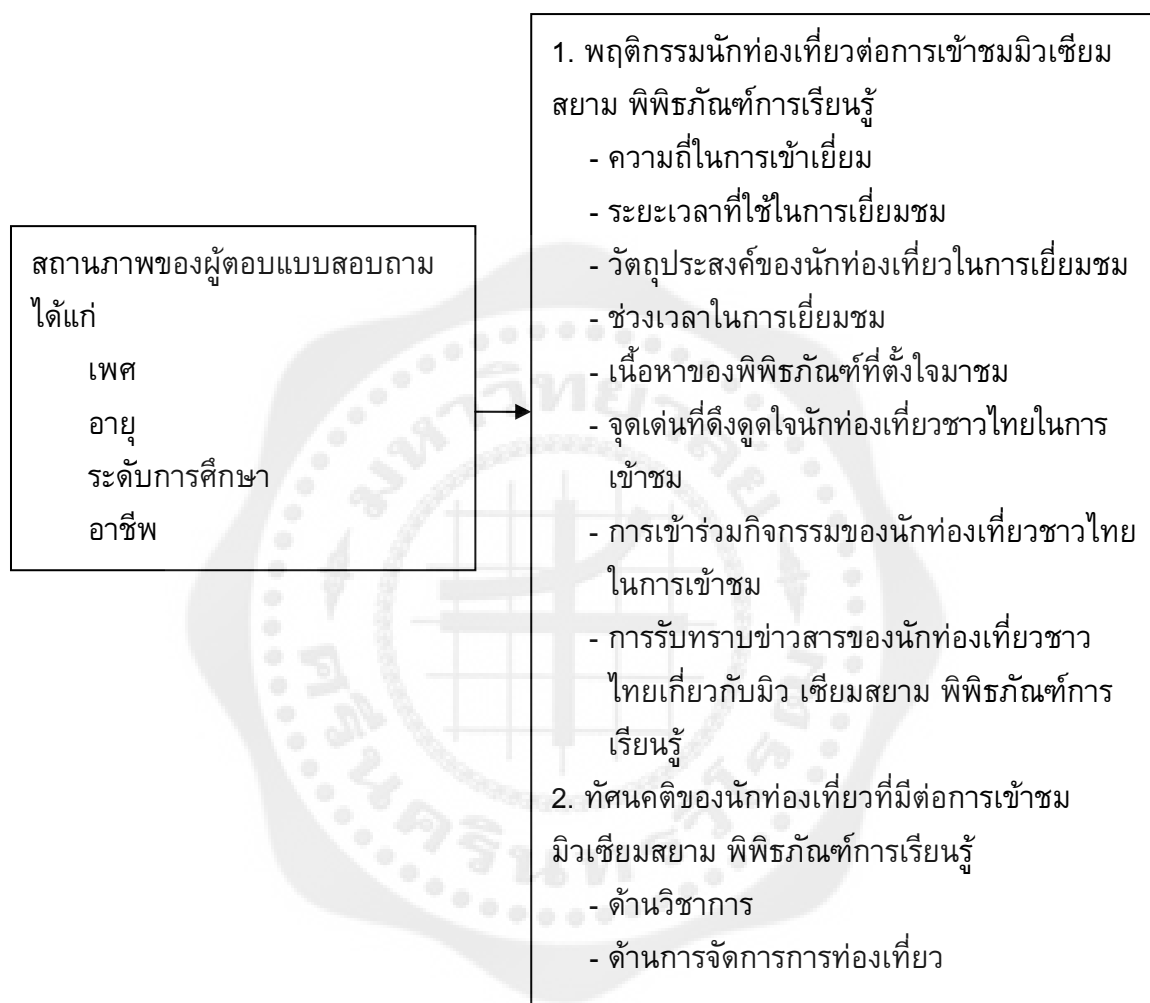 สถานภาพของผู้ตอบแบบสอบถาม
ได้แก่
เพศ
อายุ
ระดับการศึกษา
อาชีพ
1. พฤติกรรมนักท่องเที่ยวต่อการเข้าชมมิวเซียม
สยาม พิพิธภัณฑ์การเรียนรู้
- ความถี่ในการเข้าเยี่ยม
- ระยะเวลาที่ใช้ในการเยี่ยมชม
- วัตถุประสงค์ของนักท่องเที่ยวในการเยี่ยมชม
- ช่วงเวลาในการเยี่ยมชม
- เนื้อหาของพิพิธภัณฑ์ที่ตั้งใจมาชม
- จุดเด่นที่ดึงดูดใจนักท่องเที่ยวชาวไทยในการ
เข้าชม
- การเข้าร่วมกิจกรรมของนักท่องเที่ยวชาวไทย
ในการเข้าชม
- การรับทราบข่าวสารของนักท่องเที่ยวชาว
ไทยเกี่ยวกับมิว เซียมสยาม พิพิธภัณฑ์การ
เรียนรู้
2. ทัศนคติของนักท่องเที่ยวที่มีต่อการเข้าชม
มิวเซียมสยาม พิพิธภัณฑ์การเรียนรู้
- ด้านวิชาการ
- ด้านการจัดการการท่องเที่ยว
มหาวิทยาลัย
ศรีนครินทรวิโรฒ